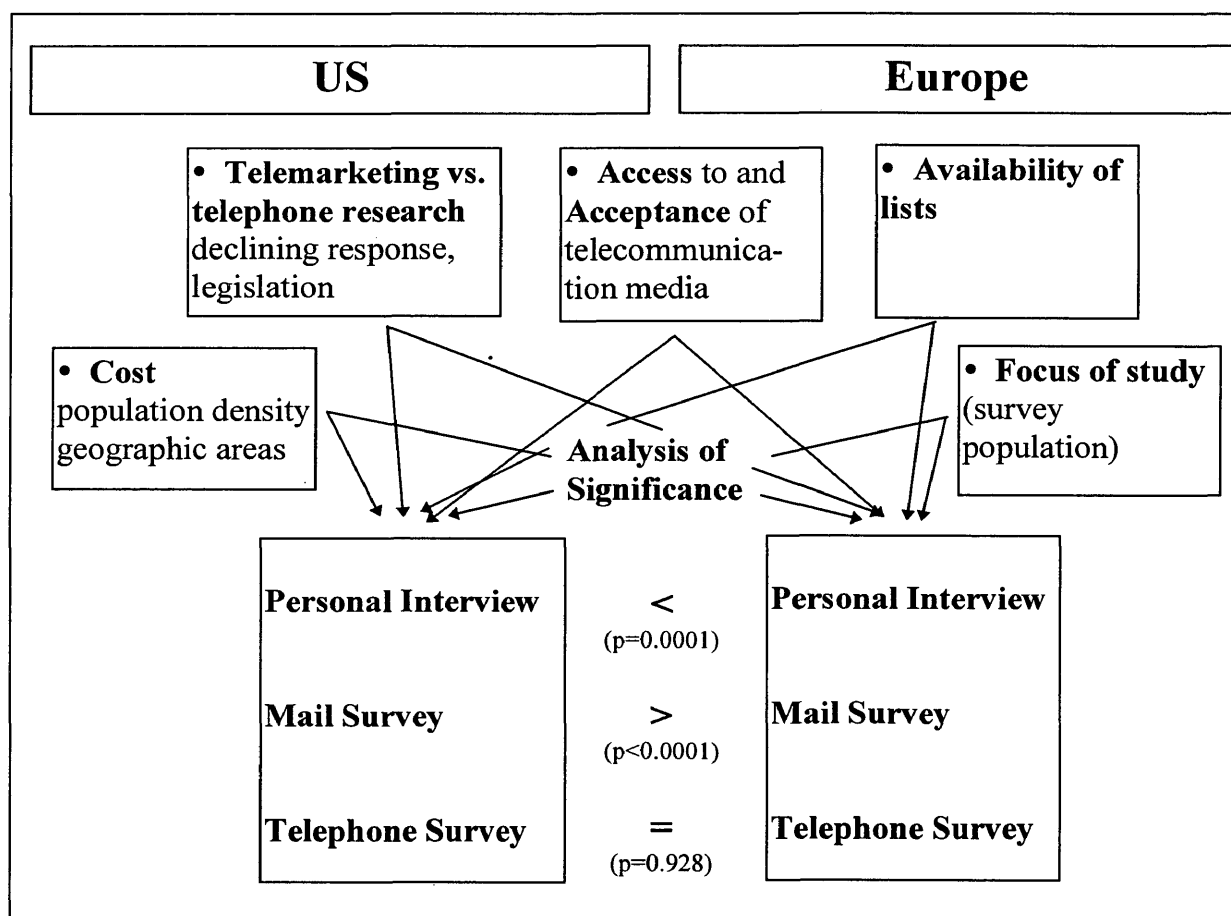 US
Europe
• Telemarketing vs.
telephone research
declining response,
legislation
• Access to and
Acceptance of
telecommunica-
tion media
• Availability of
lists
• Cost
population density
geographic areas
• Focus of study
(survey
population)
Analysis of
Significance
Personal Interview
<
(p=0.0001)
Personal Interview
Mail Survey
>
(p<0.0001)
Mail Survey
Telephone Survey
=
(p=0.928)
Telephone Survey